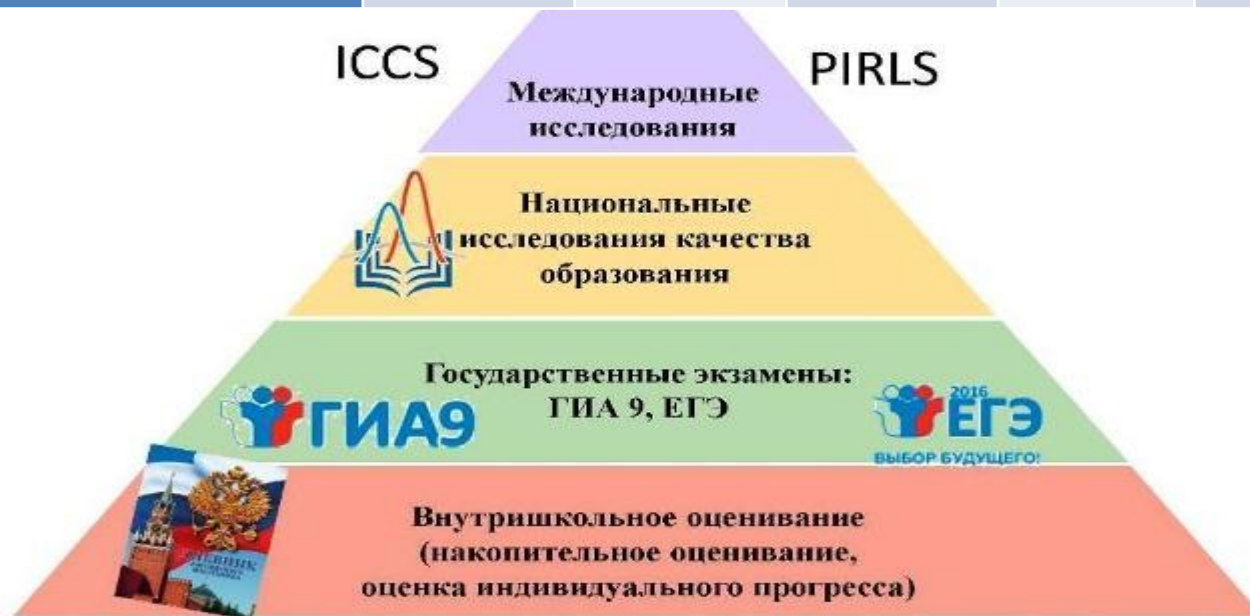 ICCS
PIRLS
Международные
исследования
Национальные
исследования качества
образования
Государственные экзамены:
ГИА 9, ЕГЭ
ГИА9
2016
ЕГЭ
ВЫБОР БУДУЩЕГО!
Внутришкольное оценивание
(накопительное оценивание,
оценка индивидуального прогресса)
ДНЕВНИК